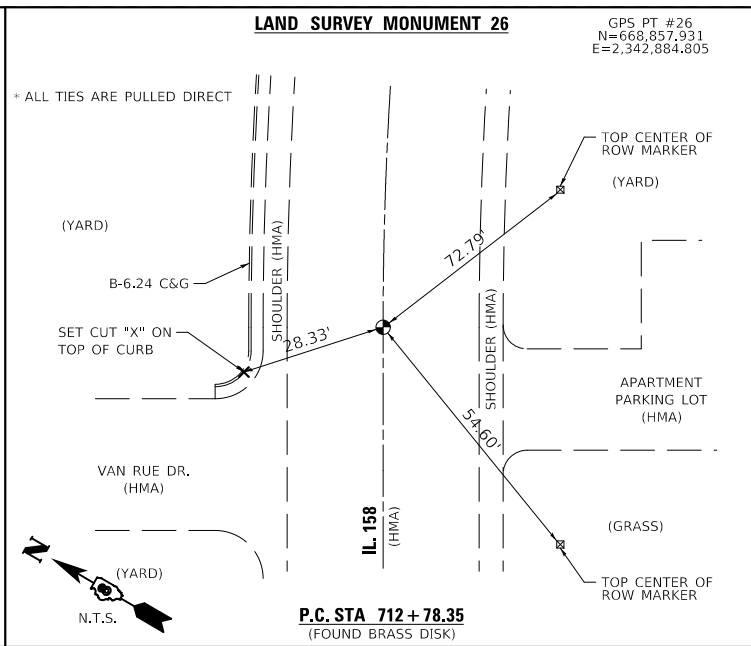 LAND SURVEY MONUMENT 26
GPS PT #26
N=668,857.931
E=2,342,884.805
* ALL TIES ARE PULLED DIRECT
TOP CENTER OF
ROW MARKER
(YARD)
(YARD)
72.79'
B-6.24 C&G
SHOULDER (HMA)
SET CUT "X" ON
TOP OF CURB
28.33'
SHOULDER (HMA)
APARTMENT
PARKING LOT
(HMA)
54.60'
VAN RUE DR.
(HMA)
IL. 158
(HMA)
(GRASS)
N
(YARD)
N.T.S.
TOP CENTER OF
ROW MARKER
P.C. STA 712+78.35
(FOUND BRASS DISK)